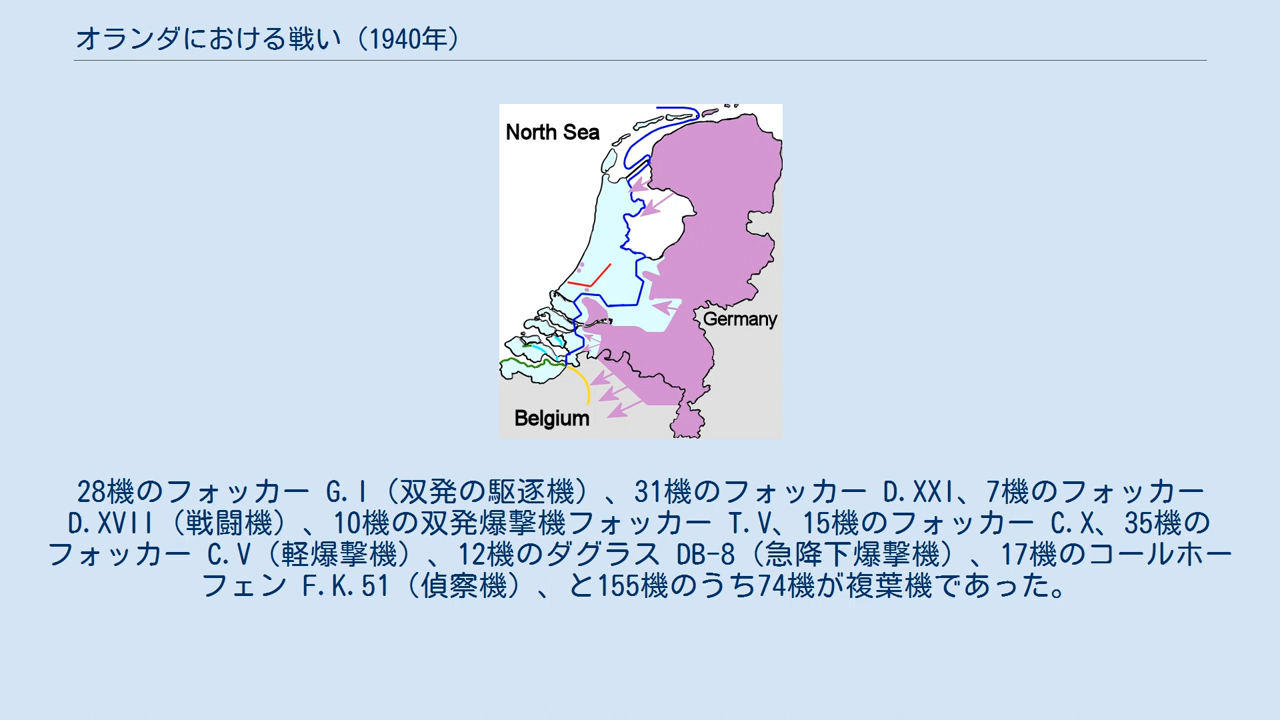 オランダにおける戦い（1940年）
North Sea
Germany
Belgium
28機のフォッカー G.I（双発の駆逐機）、31機のフォッカー D.XXI、7機のフォッカー
D.XVII（戦闘機）、10機の双発爆撃機フォッカー T.V、15機のフォッカー C.X、35機の
フォッカー C.V（軽爆撃機）、12機のダグラス DB-8（急降下爆撃機）、17機のコールホー
フェン F.K.51（偵察機）、と155機のうち74機が複葉機であった。